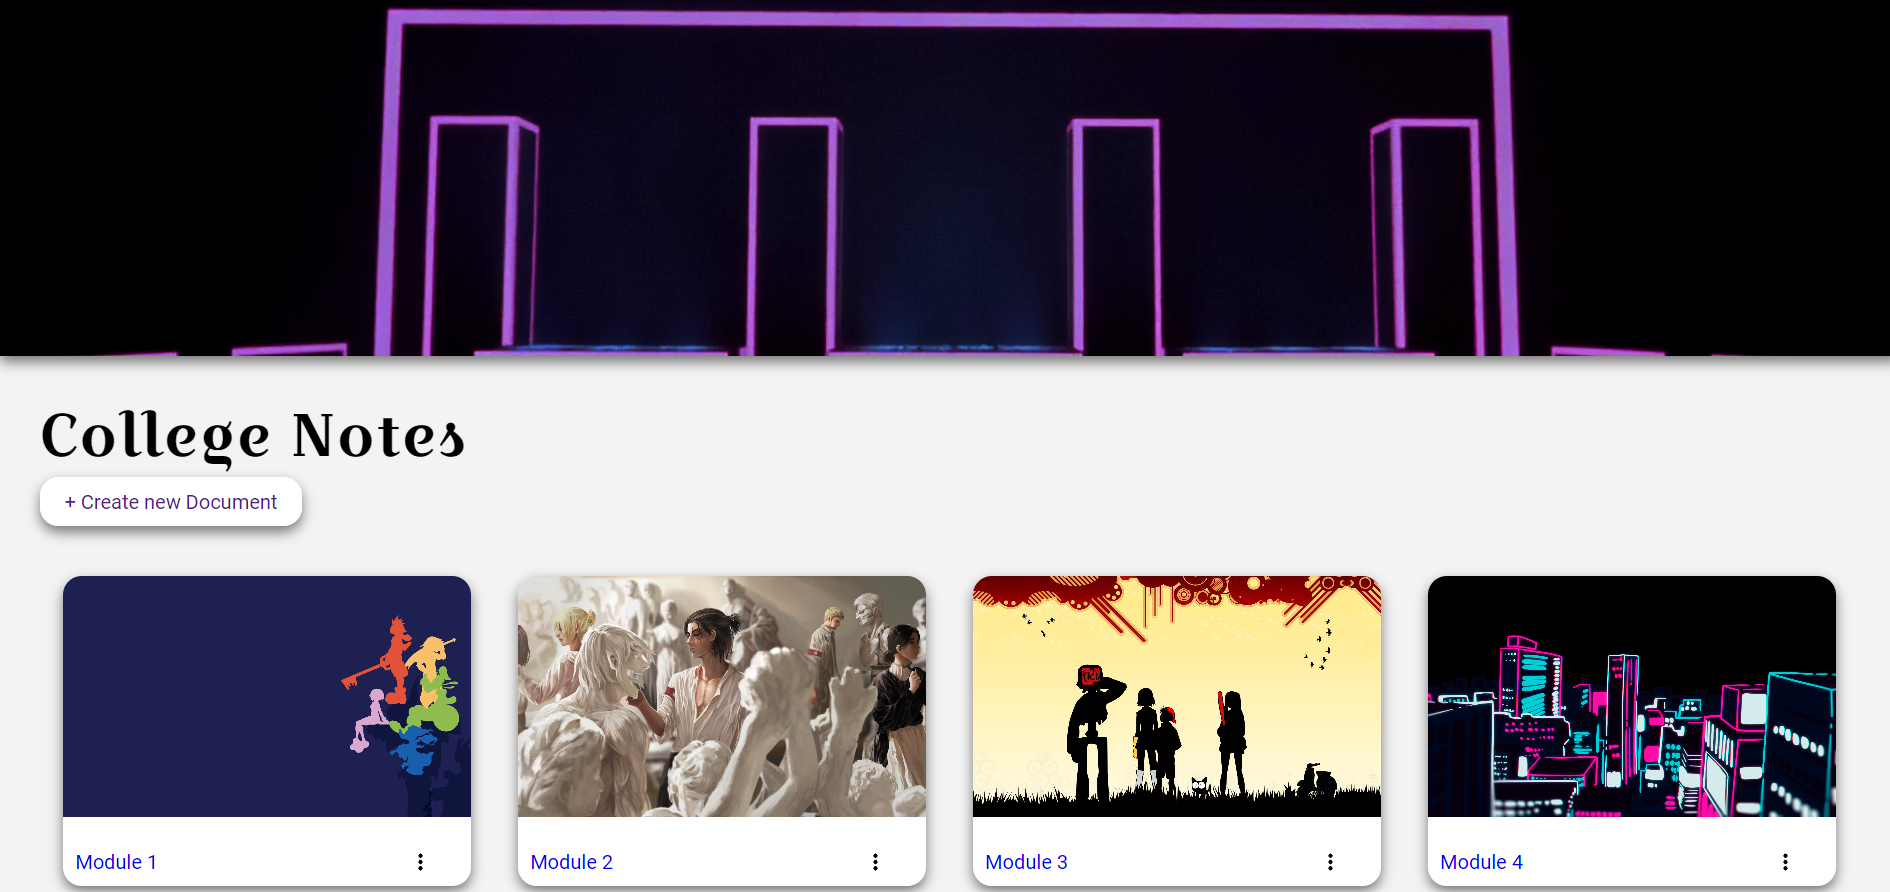 College Notes
+ Create new Document
Module 1
Module 2
Module 3
Module 4